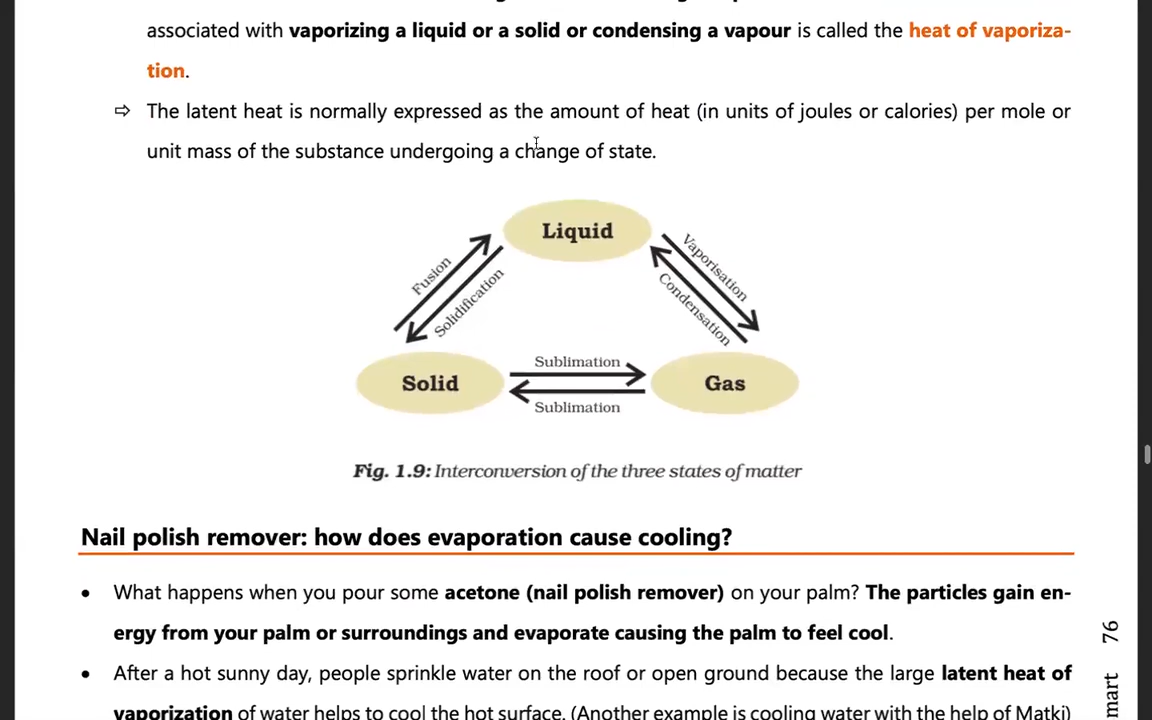 associated with vaporizing a liquid or a solid or condensing a vapour is called the heat of vaporiza-
tion.
⇨ The latent heat is normally expressed as the amount of heat (in units of joules or calories) per mole or
unit mass of the substance undergoing a change of state.
Liquid
Fusion
Solidification
Vaporisation
Condensation
Sublimation
Solid
Gas
Sublimation
Fig. 1.9: Interconversion of the three states of matter
Nail polish remover: how does evaporation cause cooling?
• What happens when you pour some acetone (nail polish remover) on your palm? The particles gain en-
ergy from your palm or surroundings and evaporate causing the palm to feel cool.
• After a hot sunny day, people sprinkle water on the roof or open ground because the large latent heat of
vaporization of water helps to cool the hot surface. (Another example is cooling water with the help of Matki)
76
mart